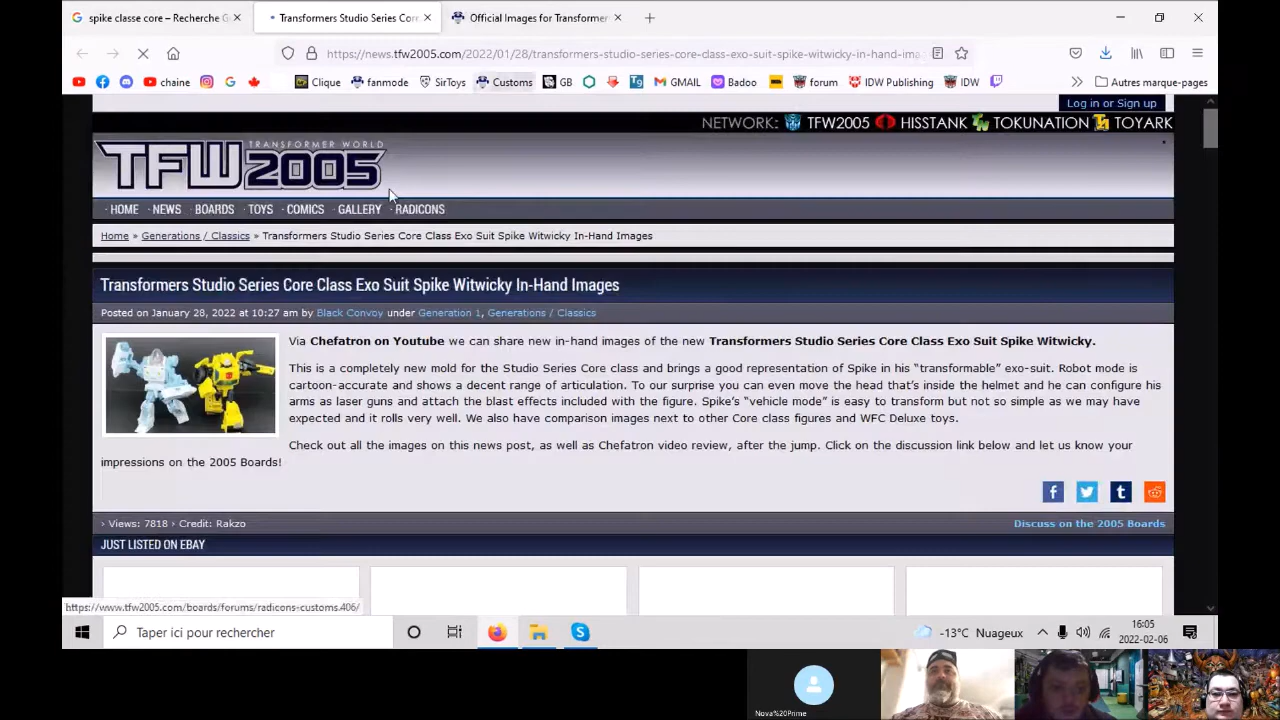 spike classe core – Recherche G
Transformers Studio Series Cor
Official Images for Transformer
https://news.tfw2005.com/2022/01/28/transformers-studio-series-core-class-exo-suit-spike-witwicky-in-hand-ima
chaine
Clique
fanmode
SirToys
Customs
GB
GMAIL
Badoo
forum
IDW Publishing
IDW
Autres marque-pages
Log in or Sign up
NETWORK: TFW2005 HISSTANK TOKUNATION TOYARK
TRANSFORMER WORLD
TFW2005
· HOME · NEWS · BOARDS · TOYS · COMICS · GALLERY · RADICONS
Home » Generations / Classics » Transformers Studio Series Core Class Exo Suit Spike Witwicky In-Hand Images
Transformers Studio Series Core Class Exo Suit Spike Witwicky In-Hand Images
Posted on January 28, 2022 at 10:27 am by Black Convoy under Generation 1, Generations / Classics
Via Chefatron on Youtube we can share new in-hand images of the new Transformers Studio Series Core Class Exo Suit Spike Witwicky.
This is a completely new mold for the Studio Series Core class and brings a good representation of Spike in his “transformable” exo-suit. Robot mode is
cartoon-accurate and shows a decent range of articulation. To our surprise you can even move the head that’s inside the helmet and he can configure his
arms as laser guns and attach the blast effects included with the figure. Spike’s “vehicle mode” is easy to transform but not so simple as we may have
expected and it rolls very well. We also have comparison images next to other Core class figures and WFC Deluxe toys.
Check out all the images on this news post, as well as Chefatron video review, after the jump. Click on the discussion link below and let us know your
impressions on the 2005 Boards!
› Views: 7818 › Credit: Rakzo
Discuss on the 2005 Boards
JUST LISTED ON EBAY
https://www.tfw2005.com/boards/forums/radicons-customs.406/
Taper ici pour rechercher
-13°C Nuageux
16:05
2022-02-06
Nova%20Prime